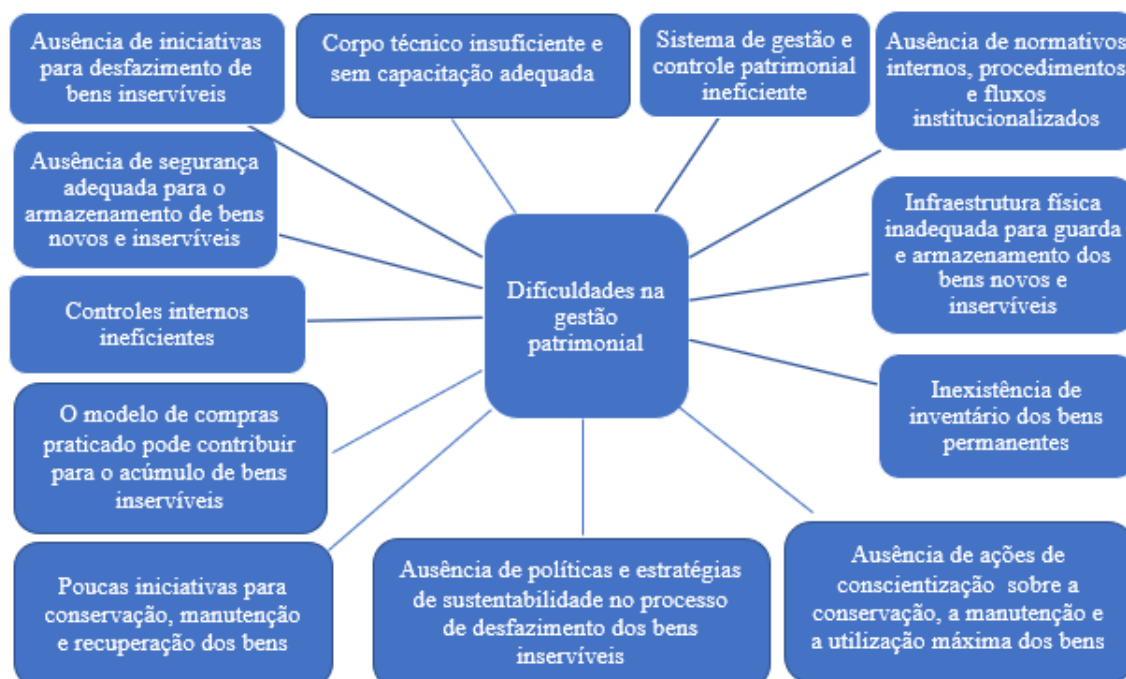 Ausência de iniciativas
para desfazimento de
bens inservíveis
Corpo técnico insuficiente e
sem capacitação adequada
Sistema de gestão e
controle patrimonial
ineficiente
Ausência de normativos
internos, procedimentos
e fluxos
institucionalizados
Ausência de segurança
adequada para o
armazenamento de bens
novos e inservíveis
Infraestrutura física
inadequada para guarda
e armazenamento dos
bens novos e
inservíveis
Dificuldades na
gestão
patrimonial
Controles internos
ineficientes
Inexistência de
inventário dos bens
permanentes
O modelo de compras
praticado pode contribuir
para o acúmulo de bens
inservíveis
Poucas iniciativas para
conservação, manutenção
e recuperação dos bens
Ausência de políticas e estratégias
de sustentabilidade no processo
de desfazimento dos bens
inservíveis
Ausência de ações de
conscientização sobre a
conservação, a manutenção e
a utilização máxima dos bens